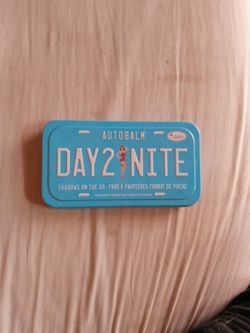 AUTOBALM®
DAY2NITE
SHADOWS ON THE GO · FARD À PAUPIÈRES FORMAT DE POCHE